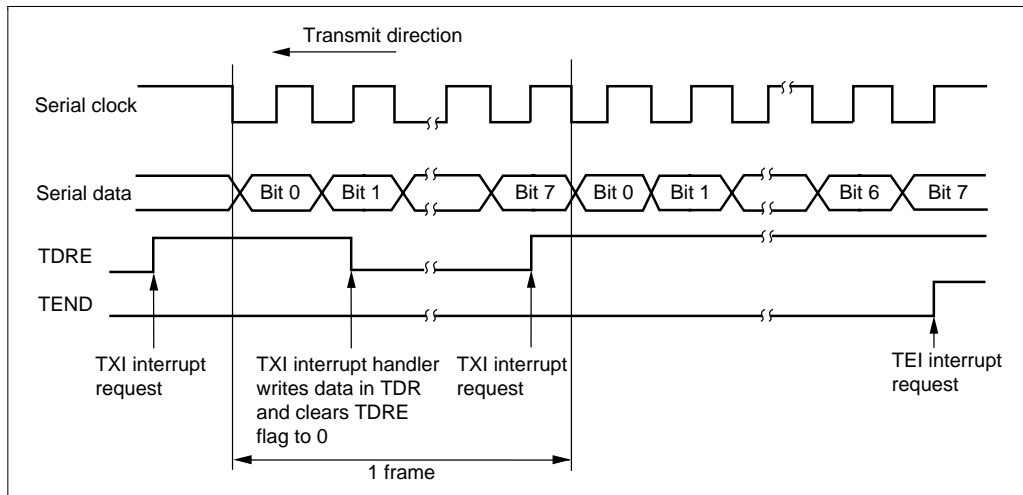 Transmit direction
Serial clock
Serial data
Bit 0
Bit 1
Bit 7
Bit 0
Bit 1
Bit 6
Bit 7
TDRE
TEND
TXI interrupt
request
TXI interrupt handler
writes data in TDR
and clears TDRE
flag to 0
TXI interrupt
request
TEI interrupt
request
1 frame